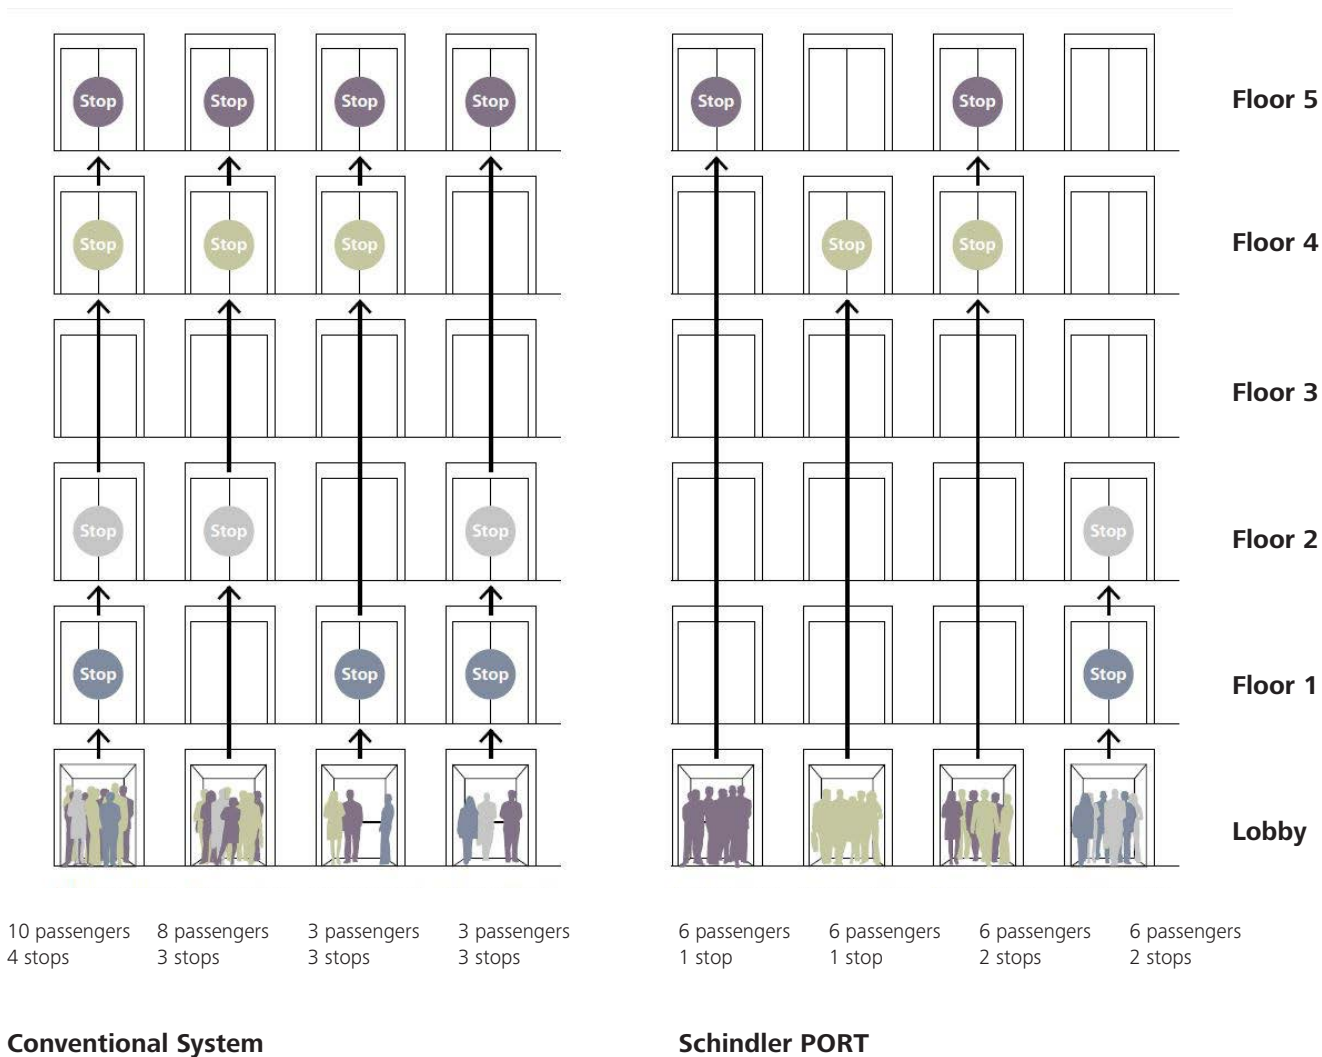 Stop Stop Stop Stop Stop Stop Floor 5
Stop Stop Stop Stop Stop Floor 4
Floor 3
Stop Stop Stop Stop Floor 2
Stop Stop Stop Stop Floor 1
Lobby
10 passengers 8 passengers 3 passengers 3 passengers 6 passengers 6 passengers 6 passengers 6 passengers
4 stops 3 stops 3 stops 3 stops 1 stop 1 stop 2 stops 2 stops
Conventional System Schindler PORT